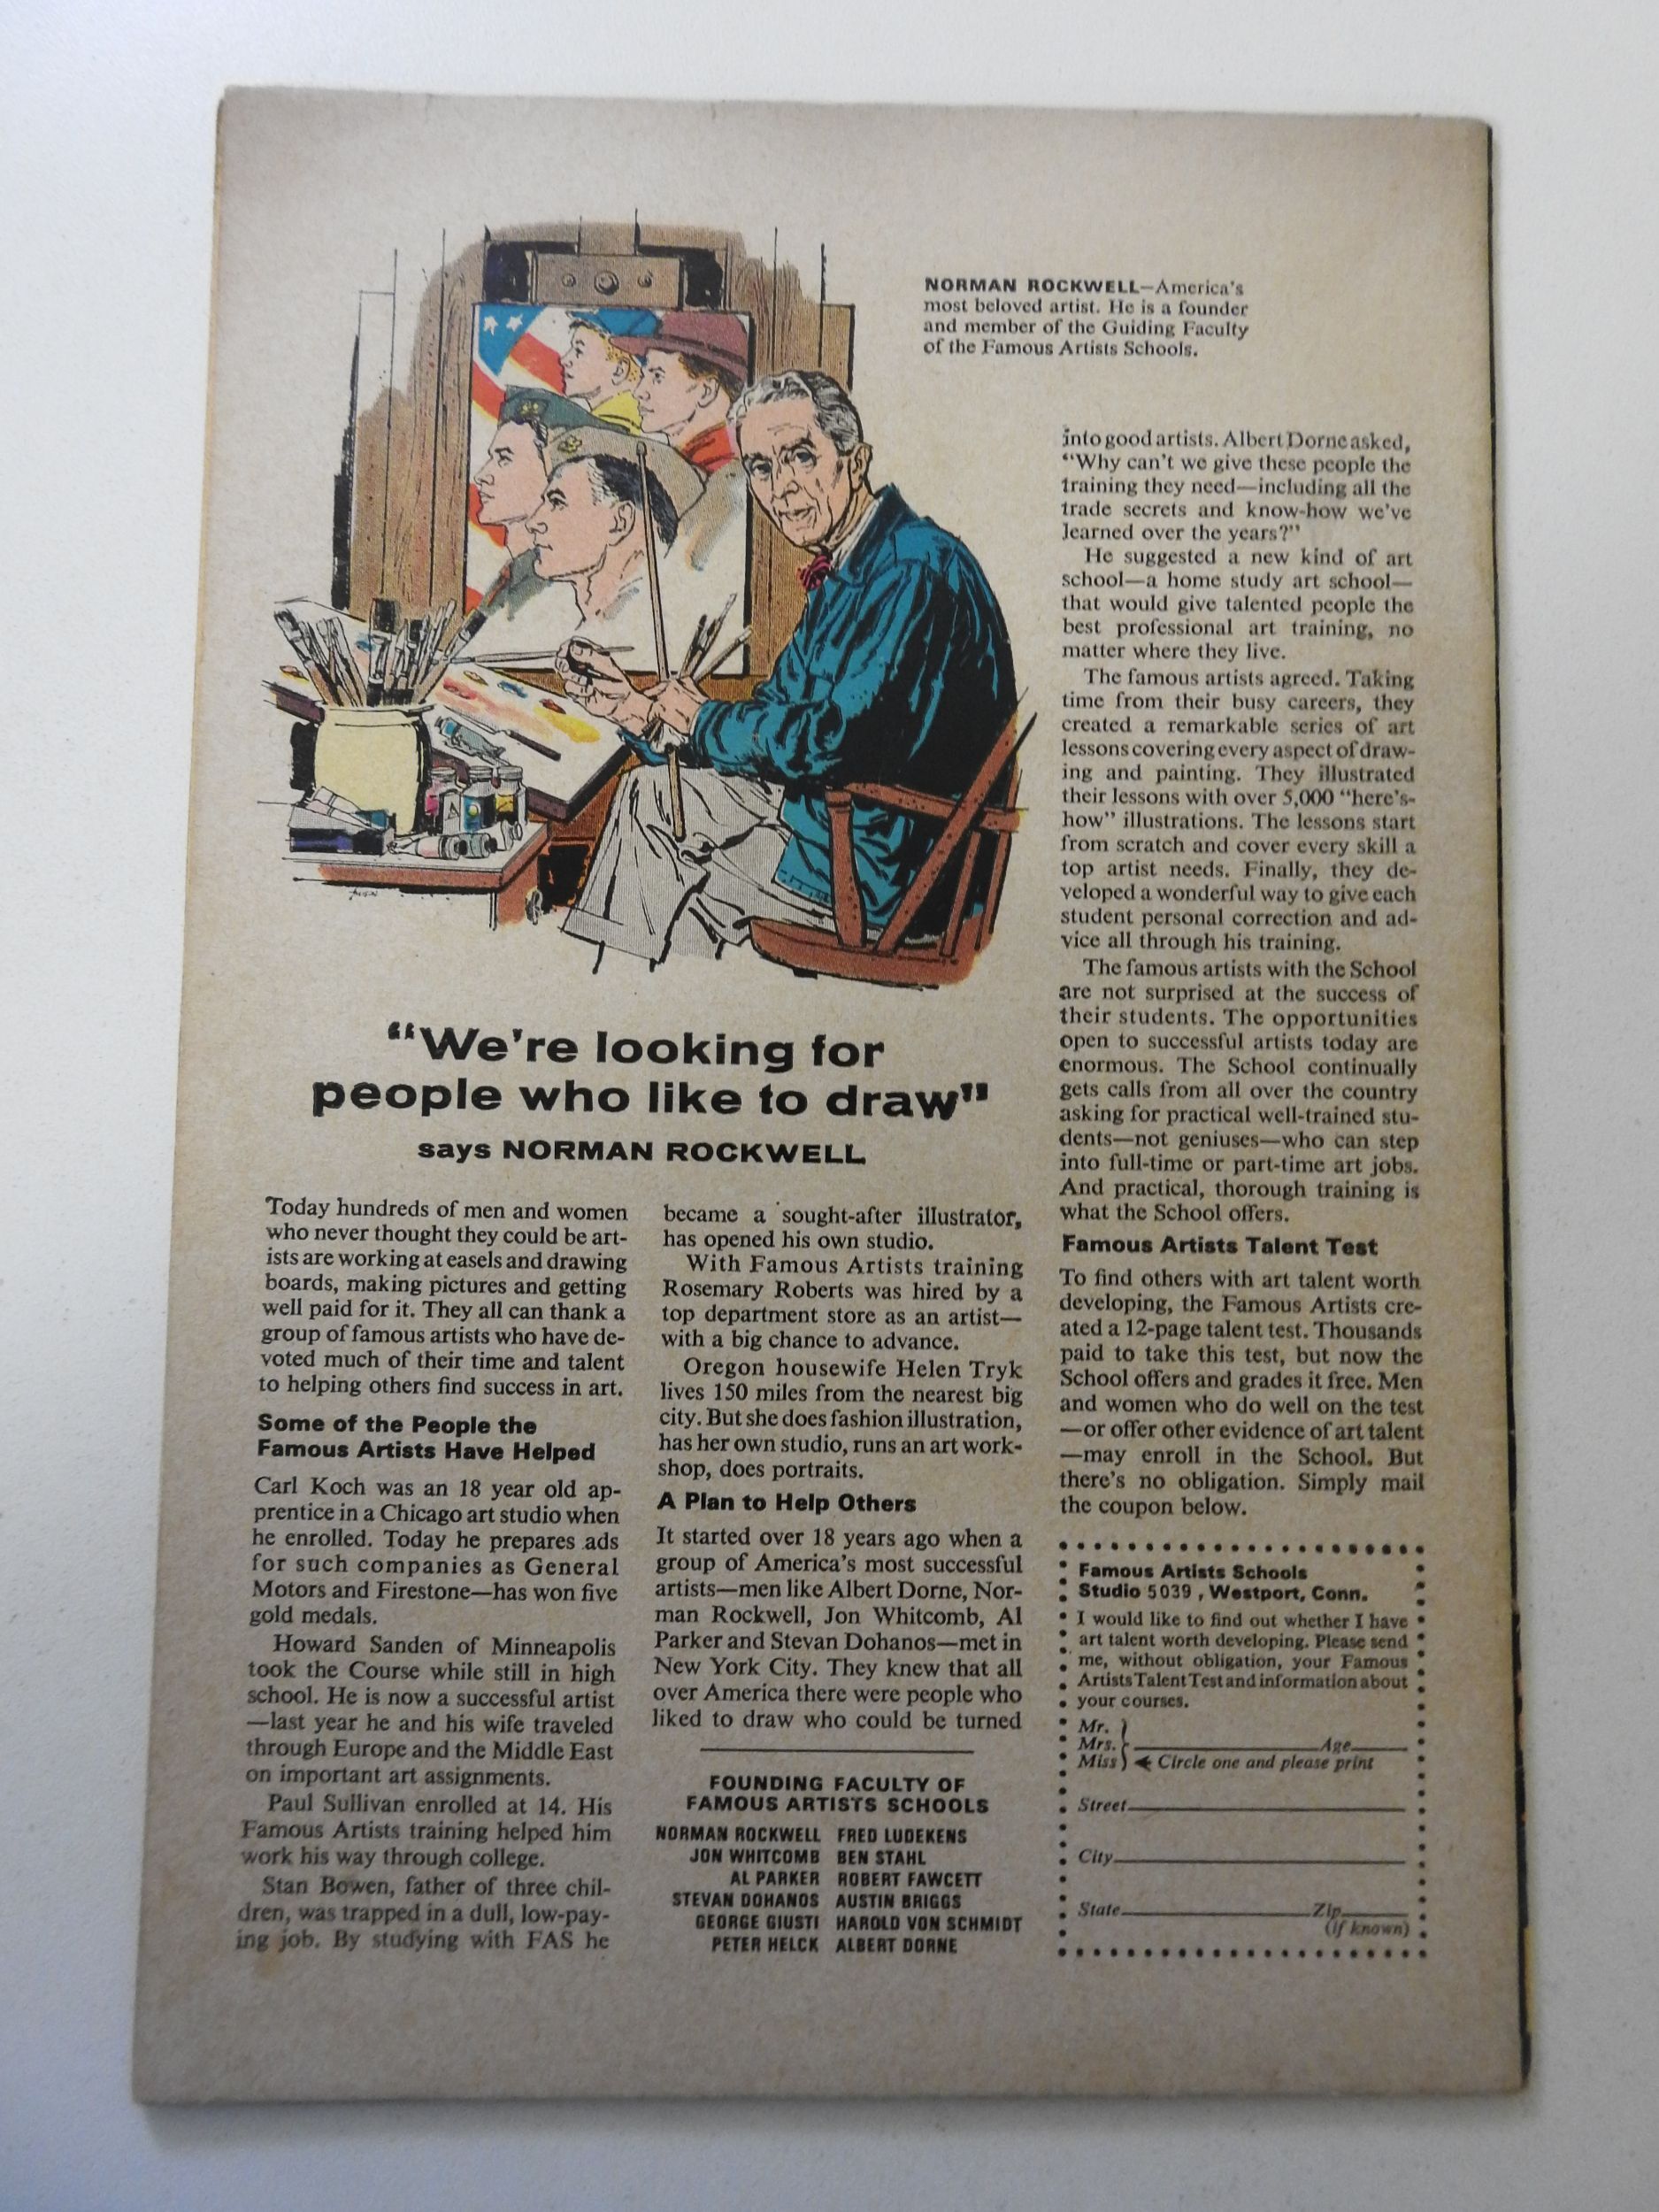 NORMAN ROCKWELL—America's
most beloved artist. He is a founder
and member of the Guiding Faculty
of the Famous Artists Schools.
"We're looking for
people who like to draw"
says NORMAN ROCKWELL
Today hundreds of men and women
who never thought they could be art-
ists are working at easels and drawing
boards, making pictures and getting
well paid for it. They all can thank a
group of famous artists who have de-
voted much of their time and talent
to helping others find success in art.
Some of the People the
Famous Artists Have Helped
Carl Koch was an 18 year old ap-
prentice in a Chicago art studio when
he enrolled. Today he prepares ads
for such companies as General
Motors and Firestone—has won five
gold medals.
Howard Sanden of Minneapolis
took the Course while still in high
school. He is now a successful artist
—last year he and his wife traveled
through Europe and the Middle East
on important art assignments.
Paul Sullivan enrolled at 14. His
Famous Artists training helped him
work his way through college.
Stan Bowen, father of three chil-
dren, was trapped in a dull, low-pay-
ing job. By studying with FAS he
became a sought-after illustrator,
has opened his own studio.
With Famous Artists training
Rosemary Roberts was hired by a
top department store as an artist—
with a big chance to advance.
Oregon housewife Helen Tryk
lives 150 miles from the nearest big
city. But she does fashion illustration,
has her own studio, runs an art work-
shop, does portraits.
A Plan to Help Others
It started over 18 years ago when a
group of America's most successful
artists—men like Albert Dorne, Nor-
man Rockwell, Jon Whitcomb, Al
Parker and Stevan Dohanos—met in
New York City. They knew that all
over America there were people who
liked to draw who could be turned
FOUNDING FACULTY OF
FAMOUS ARTISTS SCHOOLS
NORMAN ROCKWELL FRED LUDEKENS
JON WHITCOMB BEN STAHL
AL PARKER ROBERT FAWCETT
STEVAN DOHANOS AUSTIN BRIGGS
GEORGE GIUSTI HAROLD VON SCHMIDT
PETER HELCK ALBERT DORNE
into good artists. Albert Dorne asked,
"Why can't we give these people the
training they need—including all the
trade secrets and know-how we've
learned over the years?"
He suggested a new kind of art
school—a home study art school—
that would give talented people the
best professional art training, no
matter where they live.
The famous artists agreed. Taking
time from their busy careers, they
created a remarkable series of art
lessons covering every aspect of draw-
ing and painting. They illustrated
their lessons with over 5,000 "here's-
how" illustrations. The lessons start
from scratch and cover every skill a
top artist needs. Finally, they de-
veloped a wonderful way to give each
student personal correction and ad-
vice all through his training.
The famous artists with the School
are not surprised at the success of
their students. The opportunities
open to successful artists today are
enormous. The School continually
gets calls from all over the country
asking for practical well-trained stu-
dents—not geniuses—who can step
into full-time or part-time art jobs.
And practical, thorough training is
what the School offers.
Famous Artists Talent Test
To find others with art talent worth
developing, the Famous Artists cre-
ated a 12-page talent test. Thousands
paid to take this test, but now the
School offers and grades it free. Men
and women who do well on the test
—or offer other evidence of art talent
—may enroll in the School. But
there's no obligation. Simply mail
the coupon below.
Famous Artists Schools
Studio 5039 , Westport, Conn.
I would like to find out whether I have
art talent worth developing. Please send
me, without obligation, your Famous
Artists Talent Test and information about
your courses.
Mr.
Mrs. Age
Miss Circle one and please print
Street
City
State Zip
(if known)